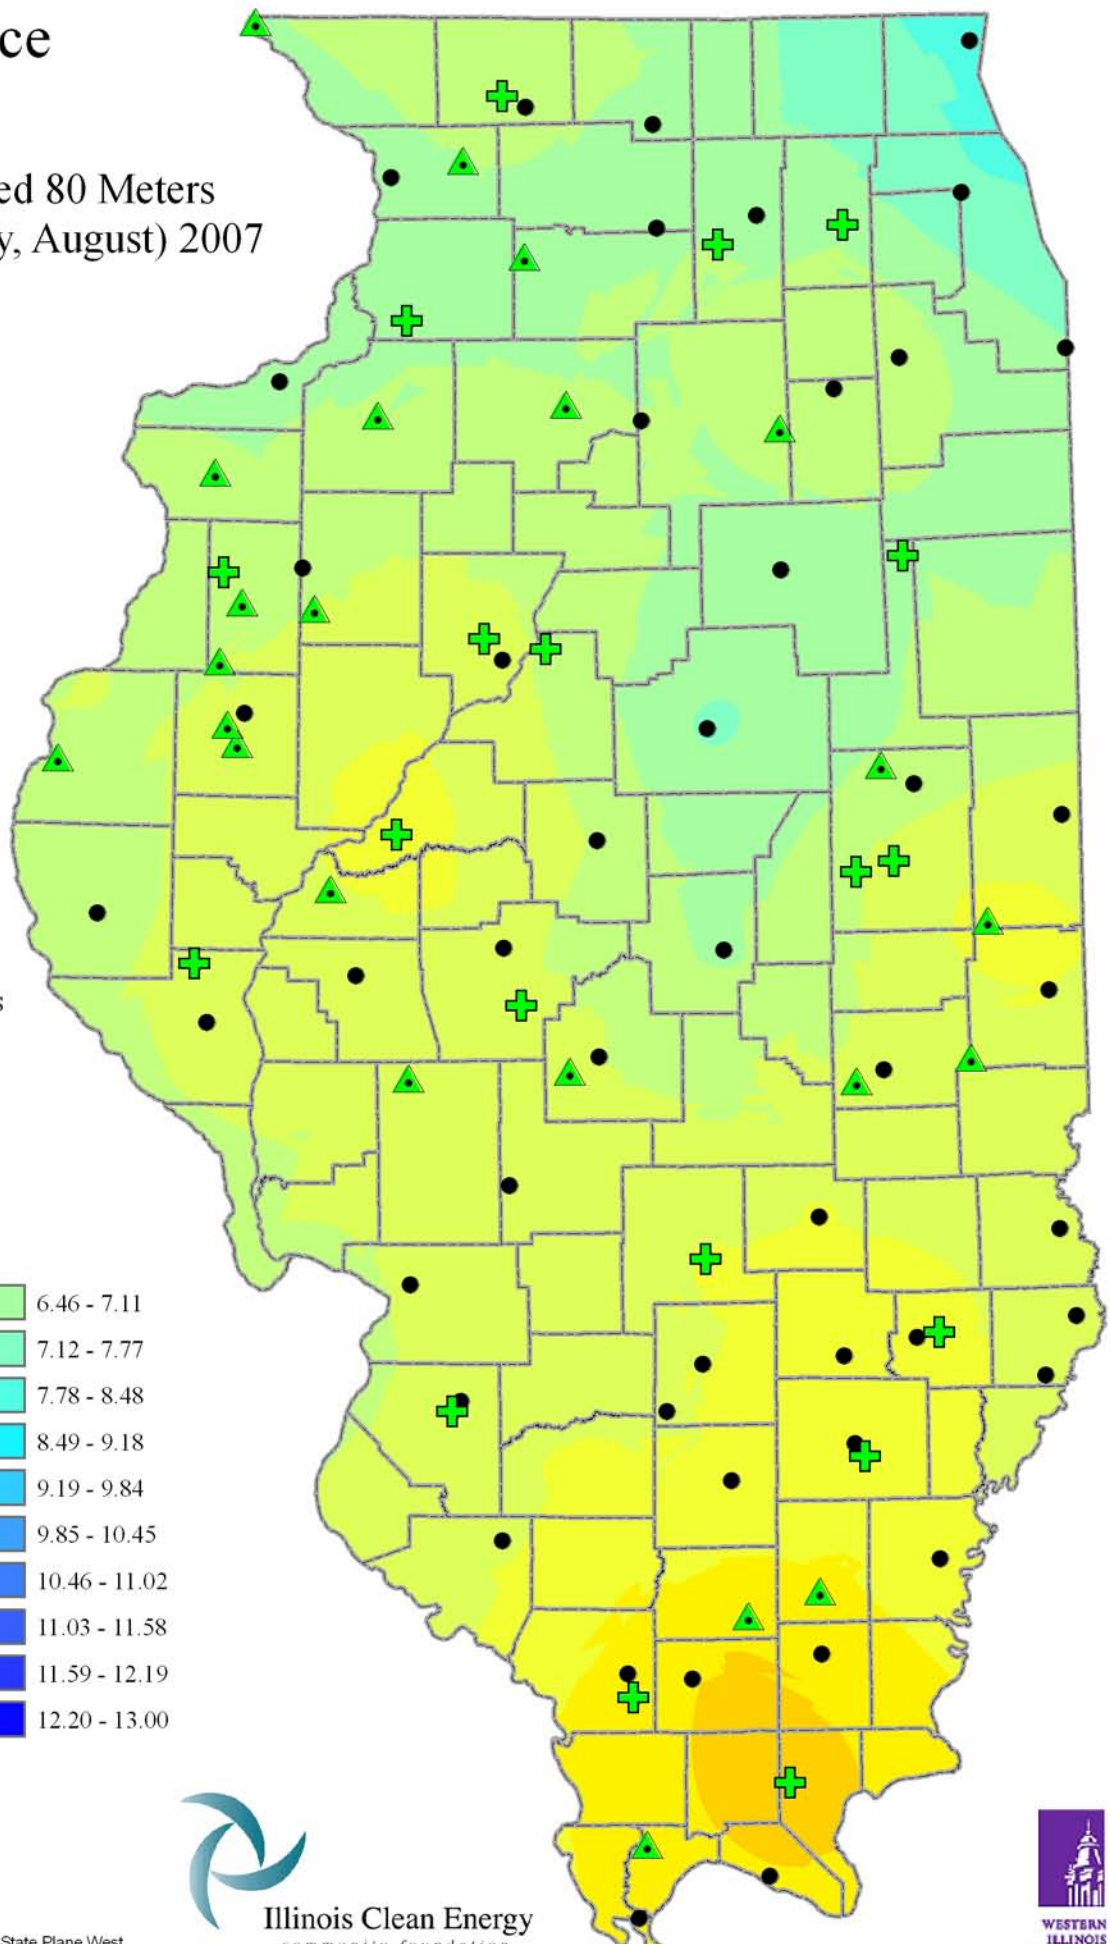 ce
ed 80 Meters
y, August) 2007
s
6.46 - 7.11
7.12 - 7.77
7.78 - 8.48
8.49 - 9.18
9.19 - 9.84
9.85 - 10.45
10.46 - 11.02
11.03 - 11.58
11.59 - 12.19
12.20 - 13.00
Illinois Clean Energy
community foundation
WESTERN
ILLINOIS
State Plane West